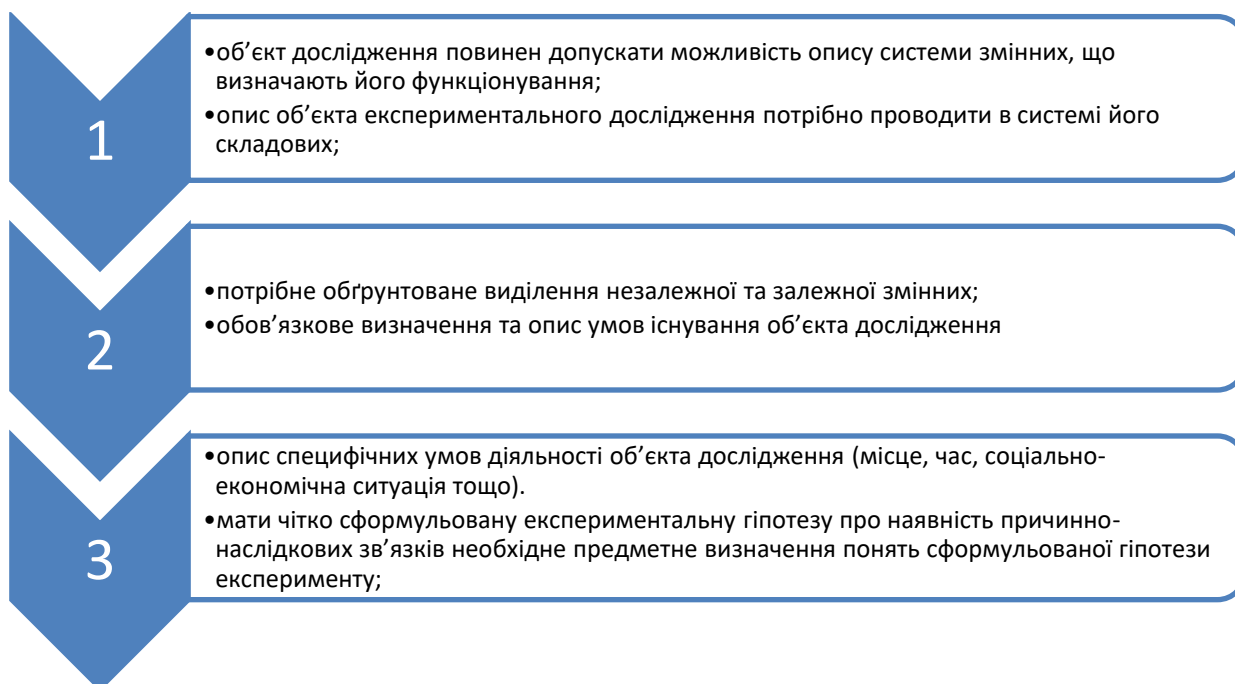 1
•об’єкт дослідження повинен допускати можливість опису системи змінних, що
визначають його функціонування;
•опис об’єкта експериментального дослідження потрібно проводити в системі його
складових;
2
•потрібне обґрунтоване виділення незалежної та залежної змінних;
•обов’язкове визначення та опис умов існування об’єкта дослідження
3
•опис специфічних умов діяльності об’єкта дослідження (місце, час, соціально-
економічна ситуація тощо).
•мати чітко сформульовану експериментальну гіпотезу про наявність причинно-
наслідкових зв’язків необхідне предметне визначення понять сформульованої гіпотези
експерименту;